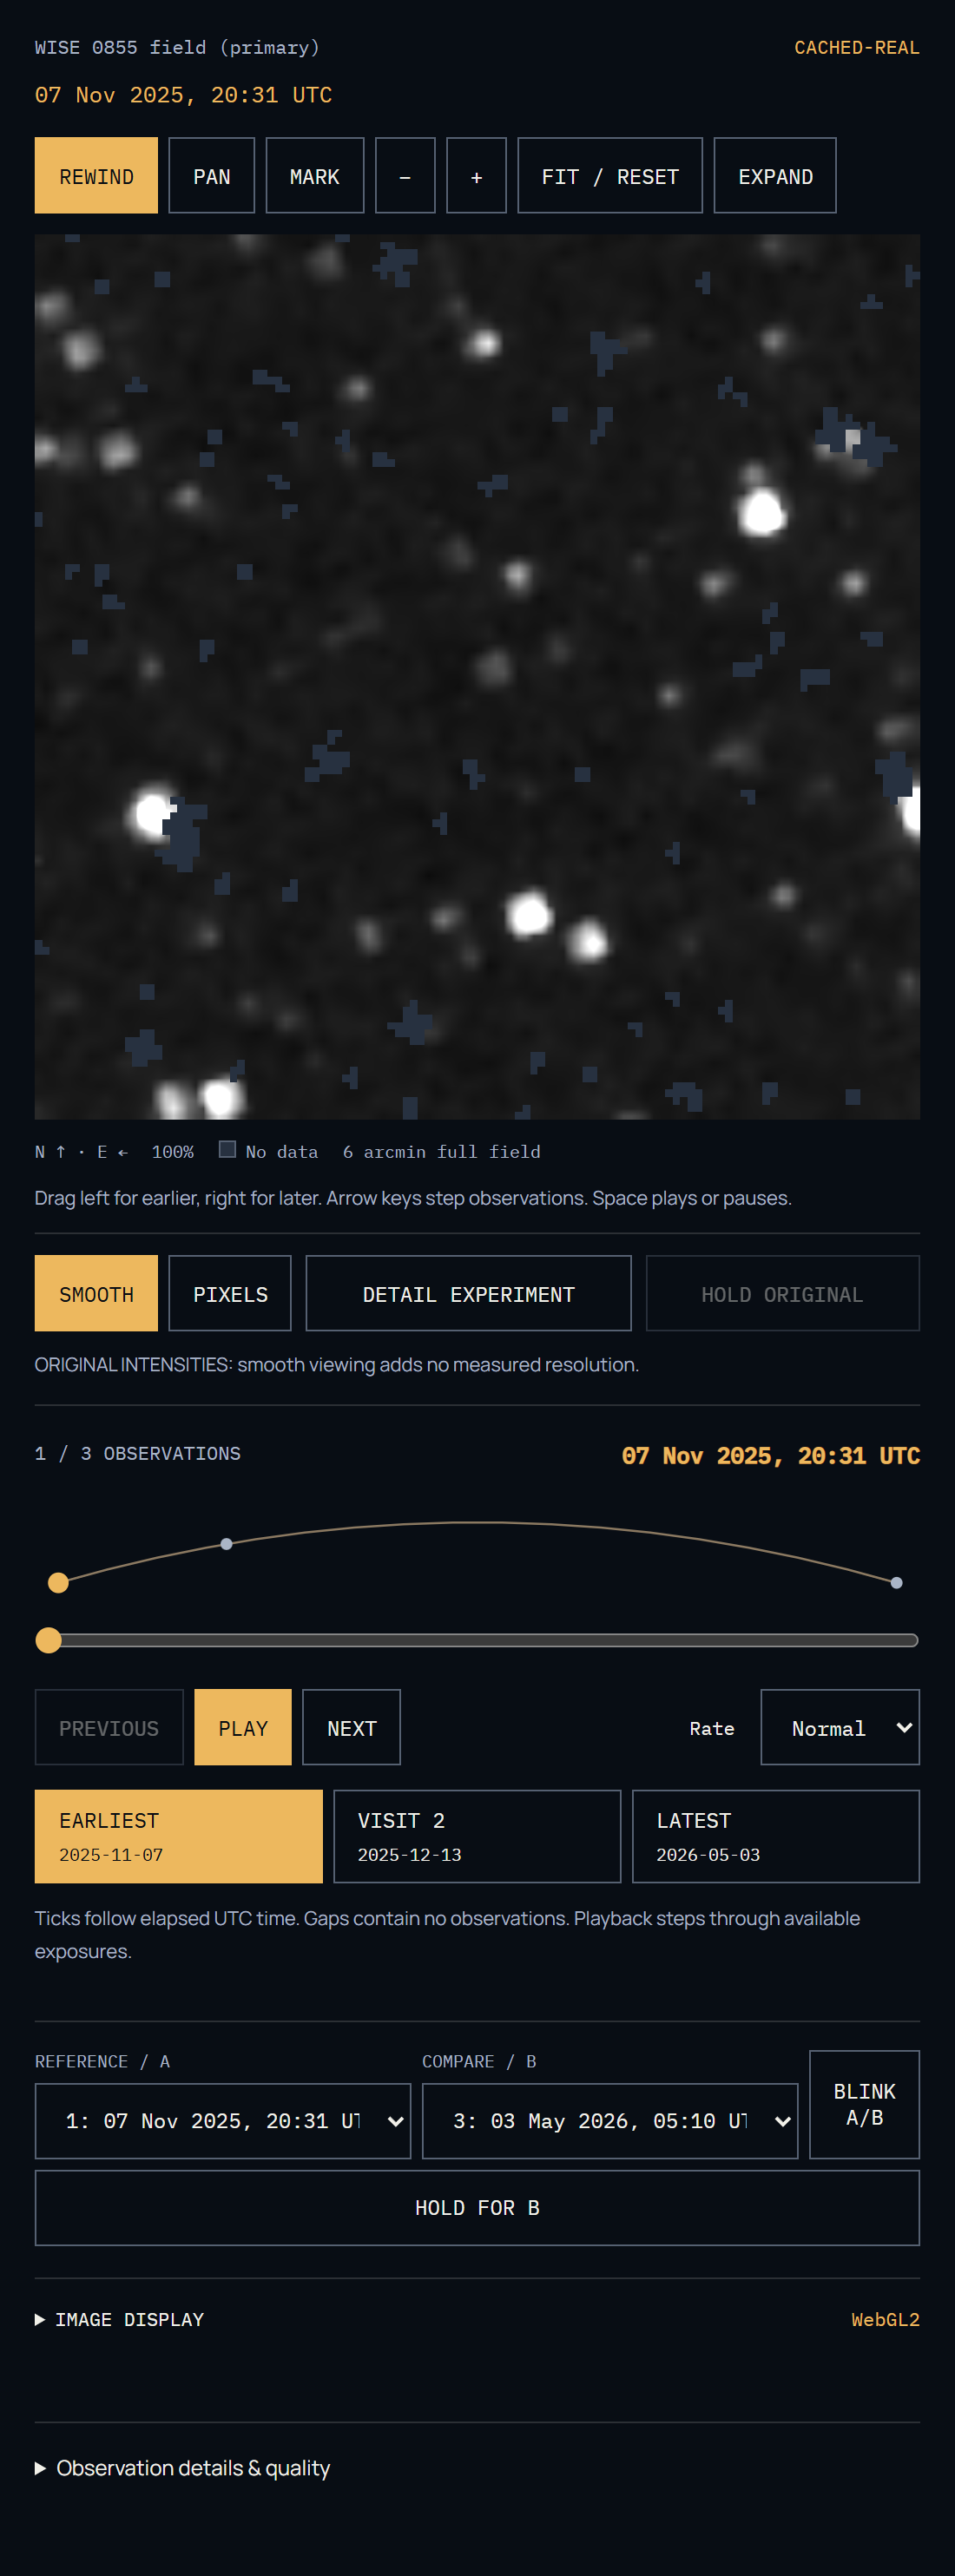 WISE 0855 field (primary) CACHED-REAL
07 Nov 2025, 20:31 UTC
REWIND PAN MARK − + FIT / RESET EXPAND
N ↑ · E ← 100% No data 6 arcmin full field
Drag left for earlier, right for later. Arrow keys step observations. Space plays or pauses.
SMOOTH PIXELS DETAIL EXPERIMENT HOLD ORIGINAL
ORIGINAL INTENSITIES: smooth viewing adds no measured resolution.
1 / 3 OBSERVATIONS 07 Nov 2025, 20:31 UTC
PREVIOUS PLAY NEXT Rate Normal
EARLIEST VISIT 2 LATEST
2025-11-07 2025-12-13 2026-05-03
Ticks follow elapsed UTC time. Gaps contain no observations. Playback steps through available
exposures.
REFERENCE / A COMPARE / B
1: 07 Nov 2025, 20:31 UT 3: 03 May 2026, 05:10 UT
BLINK
A/B
HOLD FOR B
IMAGE DISPLAY WebGL2
Observation details & quality